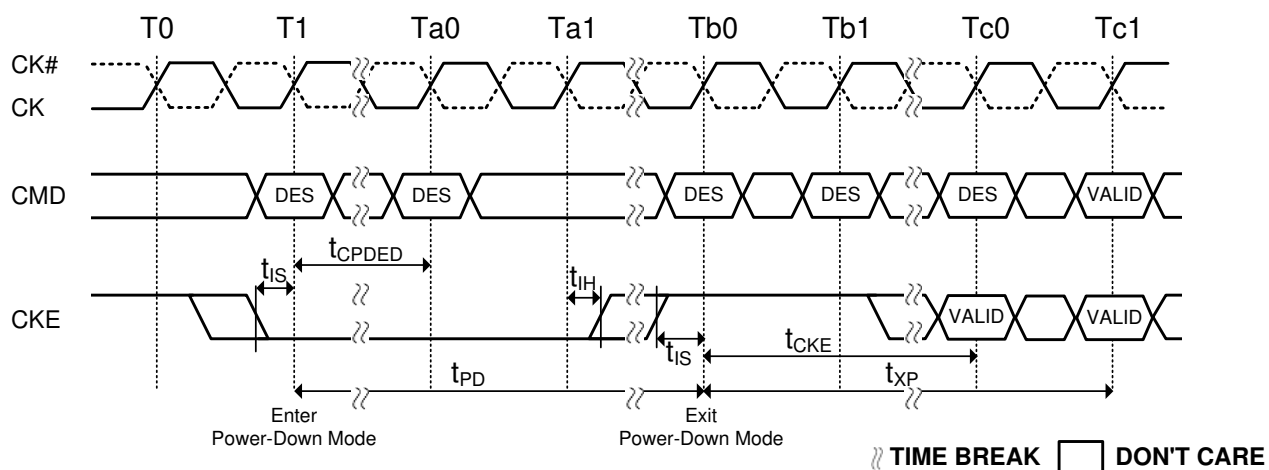 T0 T1 Ta0 Ta1 Tb0 Tb1 Tc0 Tc1
CK#
CK
CMD DES DES DES DES DES VALID
tIS tCPDED tIH
CKE VALID VALID
tIS tCKE
tPD tXP
Enter
Power-Down Mode
Exit
Power-Down Mode
TIME BREAK DON'T CARE